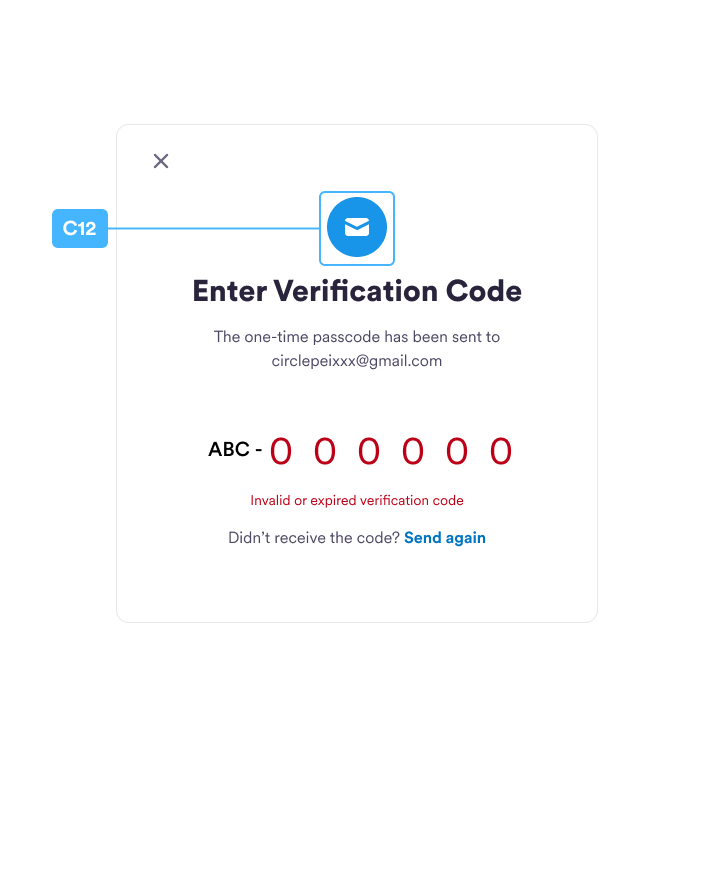 C12
Enter Verification Code
The one-time passcode has been sent to
circlepeixxx@gmail.com
ABC - 0 0 0 0 0 0
Invalid or expired verification code
Didn’t receive the code? Send again